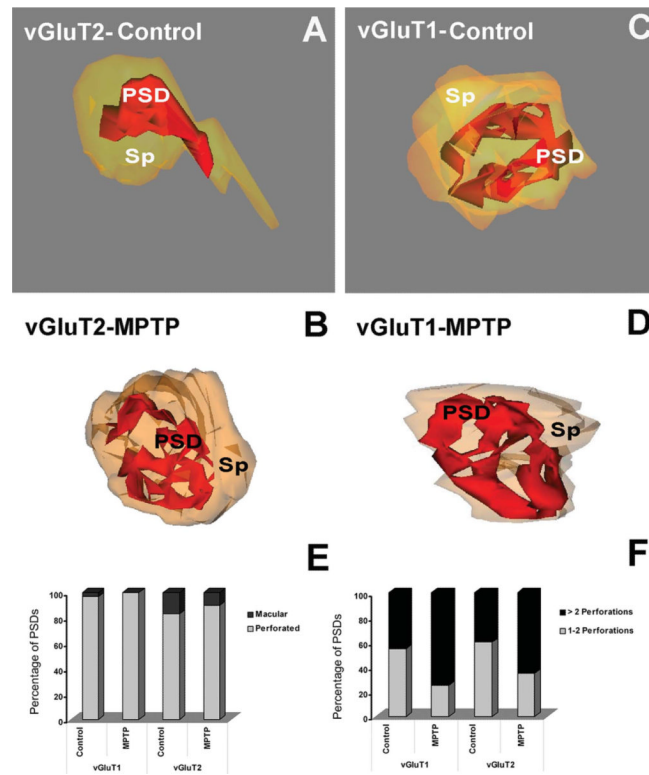 vGluT2-Control A
PSD
Sp
vGluT1-Control C
Sp
PSD
vGluT2-MPTP B
PSD
Sp
vGluT1-MPTP D
PSD
Sp
E
Percentage of PSDs
100
80
60
40
20
0
Macular
Perforated
Control MPTP Control MPTP
vGluT1 vGluT2
F
Percentage of PSDs
100
80
60
40
20
0
> 2 Perforations
1-2 Perforations
Control MPTP Control MPTP
vGluT1 vGluT2